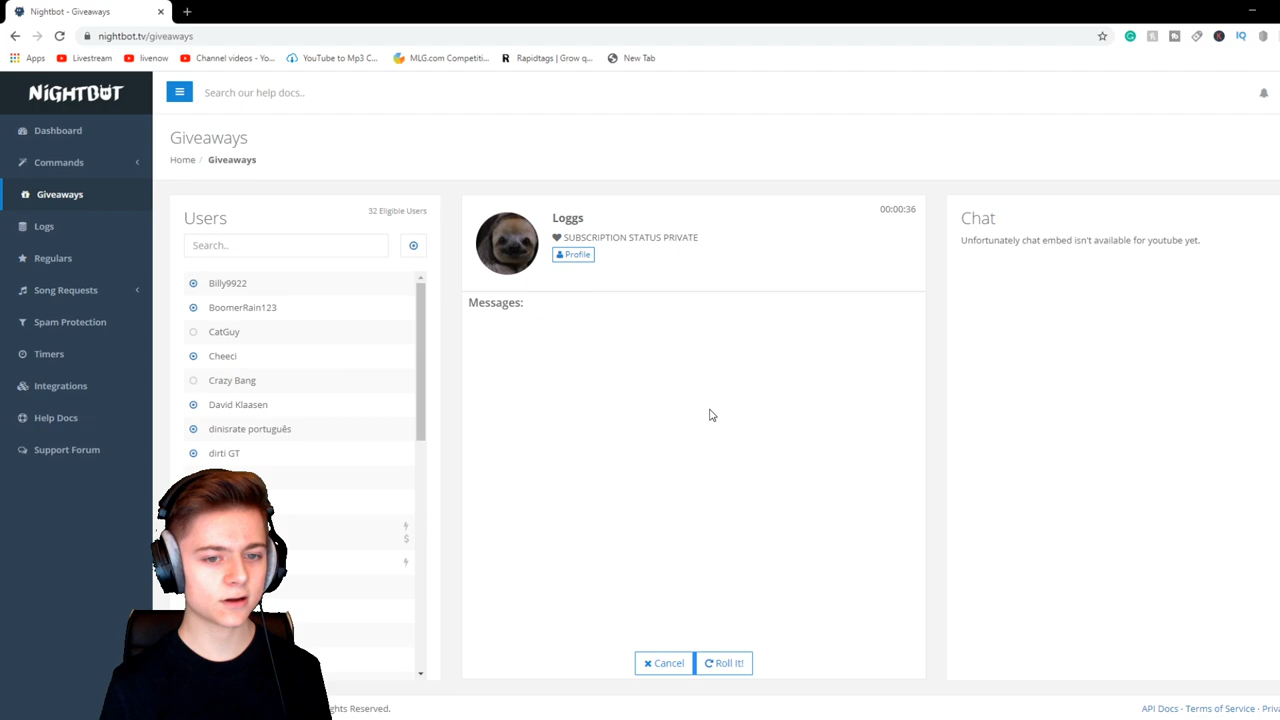 Nightbot - Giveaways
nightbot.tv/giveaways
Apps Livestream livenow Channel videos - Yo... YouTube to Mp3 C... MLG.com Competiti... Rapidtags | Grow q... New Tab
NIGHTBOT
Search our help docs..
Dashboard
Commands
Giveaways
Logs
Regulars
Song Requests
Spam Protection
Timers
Integrations
Help Docs
Support Forum
Giveaways
Home / Giveaways
Users
32 Eligible Users
Search..
Billy9922
BoomerRain123
CatGuy
Cheeci
Crazy Bang
David Klaasen
dinisrate português
dirti GT
$
Loggs
00:00:36
SUBSCRIPTION STATUS PRIVATE
Profile
Messages:
Cancel
Roll It!
Chat
Unfortunately chat embed isn't available for youtube yet.
Rights Reserved.
API Docs - Terms of Service -
IQ